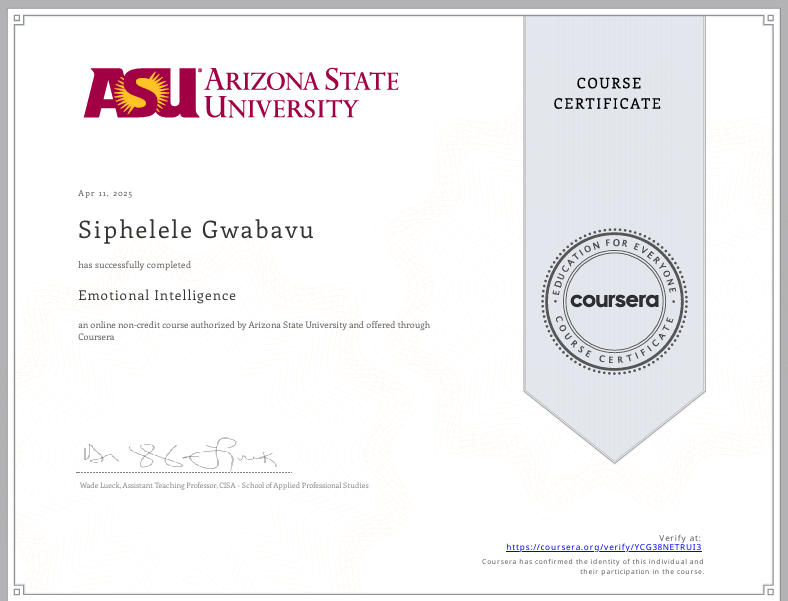 ASU ARIZONA STATE
UNIVERSITY
COURSE
CERTIFICATE
Apr 11, 2025
Siphelele Gwabavu
has successfully completed
Emotional Intelligence
an online non-credit course authorized by Arizona State University and offered through
Coursera
EDUCATION FOR EVERYONE
coursera
COURSE CERTIFICATE
Wade Lueck, Assistant Teaching Professor, CISA - School of Applied Professional Studies
Verify at:
https://coursera.org/verify/YCG38NETRUI3
Coursera has confirmed the identity of this individual and
their participation in the course.